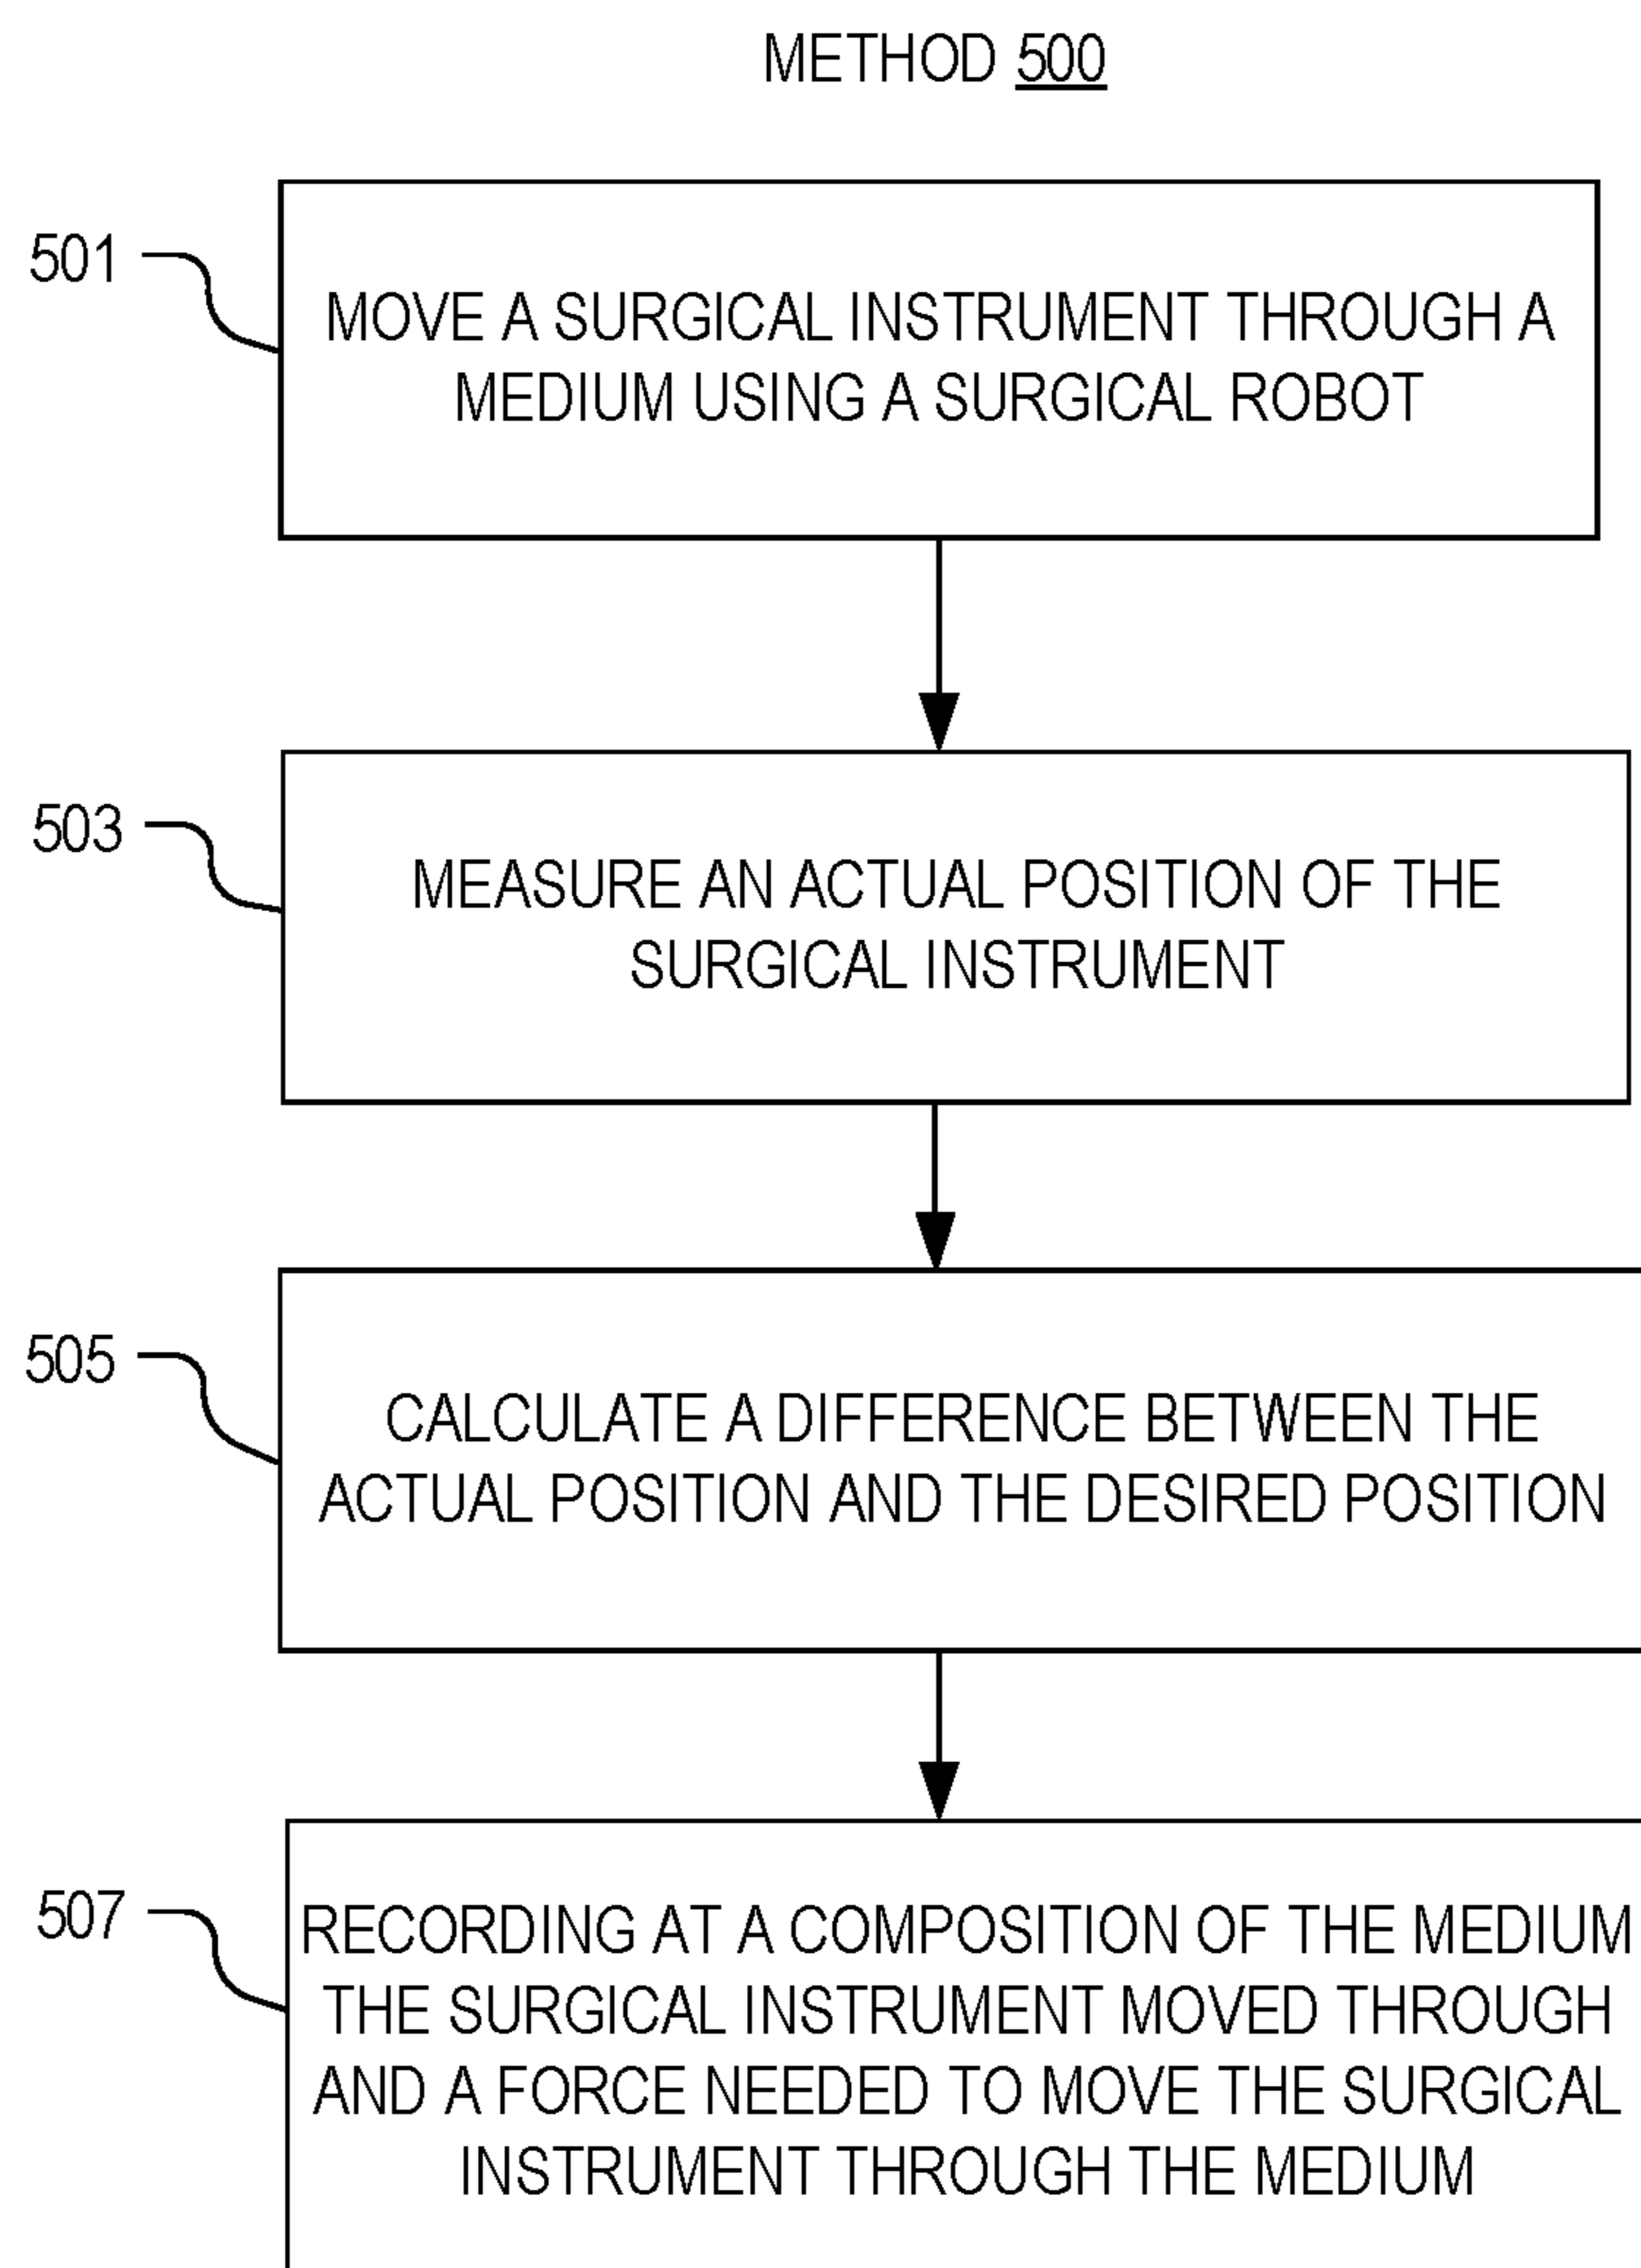 METHOD 500
501
MOVE A SURGICAL INSTRUMENT THROUGH A
MEDIUM USING A SURGICAL ROBOT
503
MEASURE AN ACTUAL POSITION OF THE
SURGICAL INSTRUMENT
505
CALCULATE A DIFFERENCE BETWEEN THE
ACTUAL POSITION AND THE DESIRED POSITION
507
RECORDING AT A COMPOSITION OF THE MEDIUM
THE SURGICAL INSTRUMENT MOVED THROUGH
AND A FORCE NEEDED TO MOVE THE SURGICAL
INSTRUMENT THROUGH THE MEDIUM